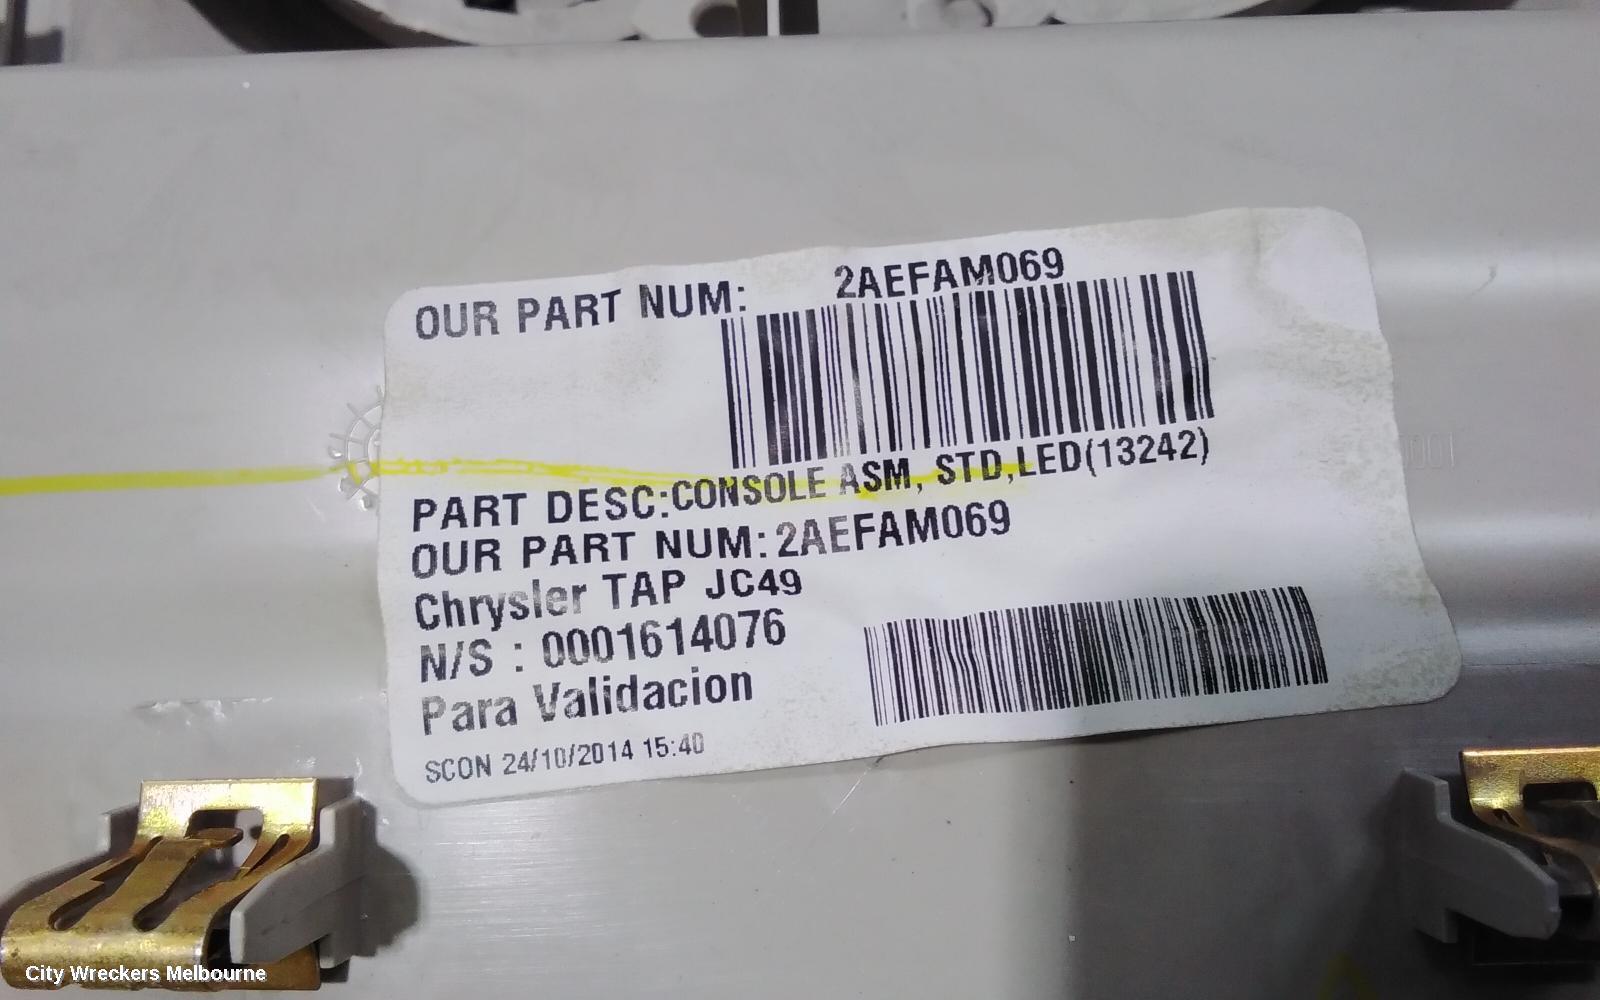 OUR PART NUM: 2AEFAM069
PART DESC:CONSOLE ASM, STD,LED(13242)
OUR PART NUM:2AEFAM069
Chrysler TAP JC49
N/S : 0001614076
Para Validacion
SCON 24/10/2014 15:40
City Wreckers Melbourne